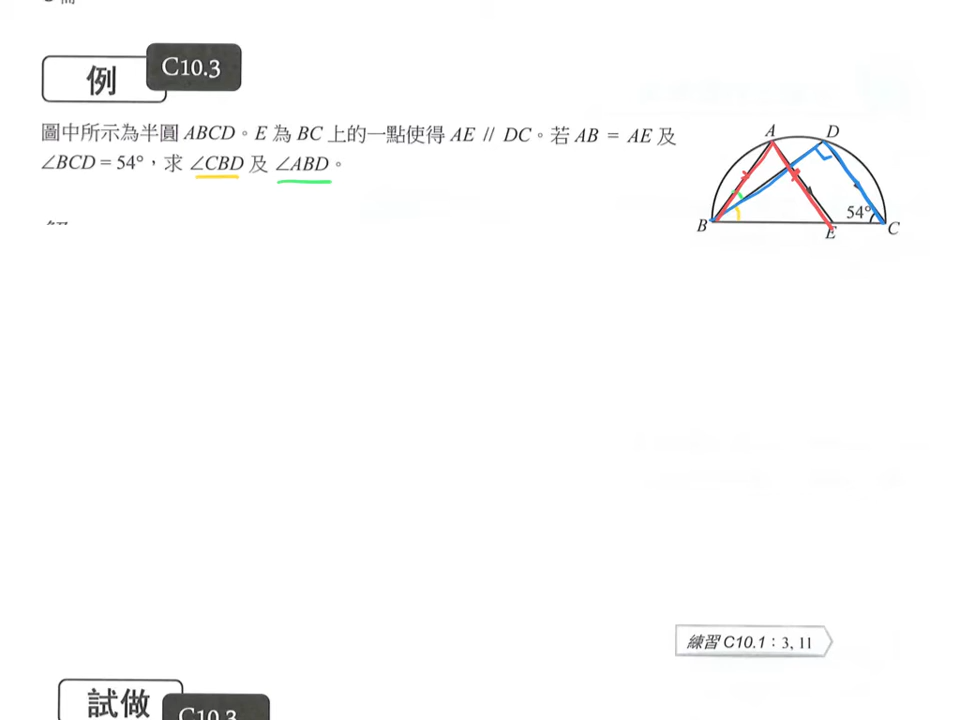 例 C10.3
圖中所示為半圓 ABCD。E 為 BC 上的一點使得 AE // DC。若 AB = AE 及
∠BCD = 54°，求 ∠CBD 及 ∠ABD。
A D
54°
B E C
練習 C10.1：3, 11
試做 C10.3